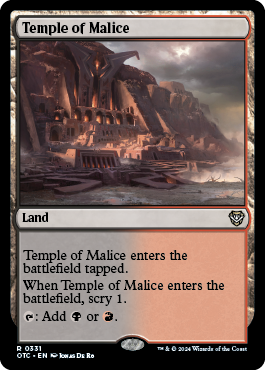 Temple of Malice
Land
Temple of Malice enters the
battlefield tapped.
When Temple of Malice enters the
battlefield, scry 1.
: Add or .
R 0331
OTC • EN Jonas De Ro
™ & © 2024 Wizards of the Coast